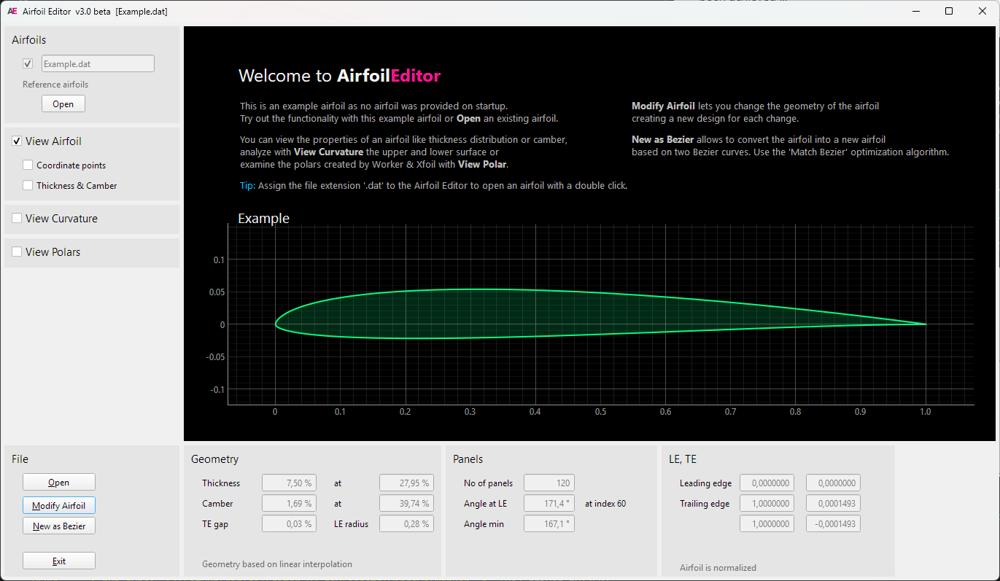 AE Airfoil Editor v3.0 beta [Example.dat]
Airfoils
Example.dat
Reference airfoils
Open
View Airfoil
Coordinate points
Thickness & Camber
View Curvature
View Polars
Welcome to AirfoilEditor
This is an example airfoil as no airfoil was provided on startup.
Try out the functionality with this example airfoil or Open an existing airfoil.
You can view the properties of an airfoil like thickness distribution or camber,
analyze with View Curvature the upper and lower surface or
examine the polars created by Worker & Xfoil with View Polar.
Tip: Assign the file extension '.dat' to the Airfoil Editor to open an airfoil with a double click.
Modify Airfoil lets you change the geometry of the airfoil
creating a new design for each change.
New as Bezier allows to convert the airfoil into a new airfoil
based on two Bezier curves. Use the 'Match Bezier' optimization algorithm.
Example
0.1
0.05
0
-0.05
-0.1
0 0.1 0.2 0.3 0.4 0.5 0.6 0.7 0.8 0.9 1.0
File
Open
Modify Airfoil
New as Bezier
Exit
Geometry
Thickness 7,50 % at 27,95 %
Camber 1,69 % at 39,74 %
TE gap 0,03 % LE radius 0,28 %
Geometry based on linear interpolation
Panels
No of panels 120
Angle at LE 171,4 ° at index 60
Angle min 167,1 °
LE, TE
Leading edge 0,0000000 0,0000000
Trailing edge 1,0000000 0,0001493
1,0000000 -0,0001493
Airfoil is normalized